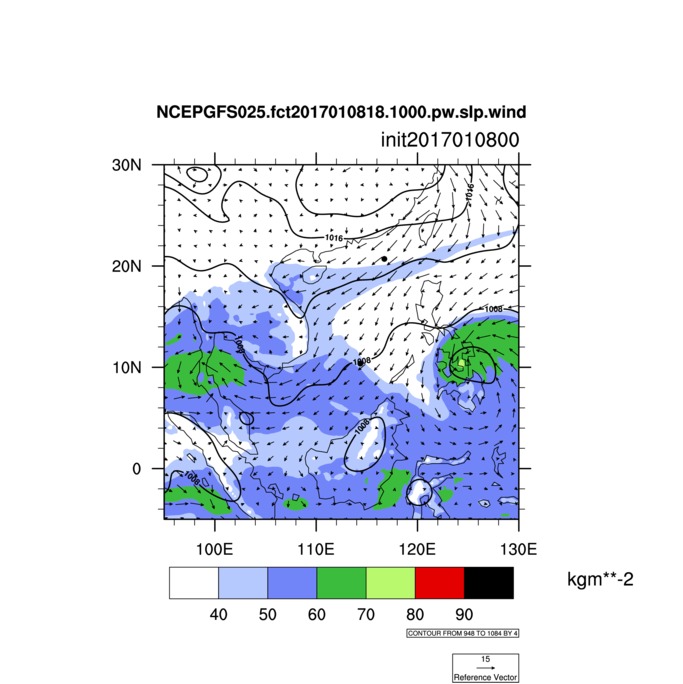 NCEPGFS025.fct2017010818.1000.pw.slp.wind
init2017010800
30N
20N
10N
0
100E 110E 120E 130E
1016
1016
1008
1008
1008
1008
1008
40 50 60 70 80 90
kgm**-2
CONTOUR FROM 948 TO 1084 BY 4
15
Reference Vector